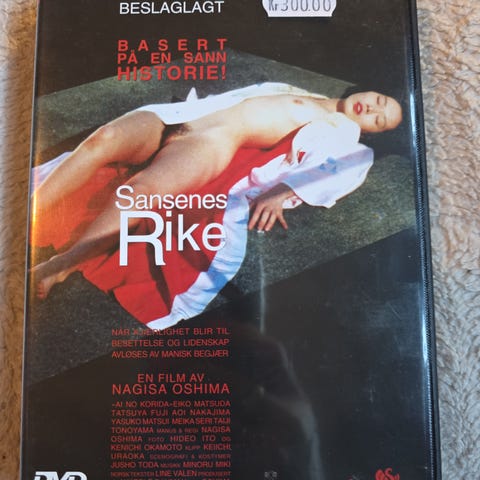 BESLAGLAGT
Kr300.00
BASERT
PÅ EN SANN
HISTORIE!
Sansenes
Rike
NÅR KJÆRLIGHET BLIR TIL
BESETTELSE OG LIDENSKAP
AVLØSES AV MANISK BEGJÆR
EN FILM AV
NAGISA OSHIMA
«AI NO KORIDA» EIKO MATSUDA
TATSUYA FUJI AOI NAKAJIMA
YASUKO MATSUI MEIKA SERI TAIJI
TONOYAMA MANUS & REGI NAGISA
OSHIMA FOTO HIDEO ITO OG
KENICHI OKAMOTO KLIPP KEIICHI
URAOKA SCENOGRAFI & KOSTYMER
JUSHO TODA MUSIKK MINORU MIKI
NORSK TEKSTER LINE VALEN PRODUSERT
DVD